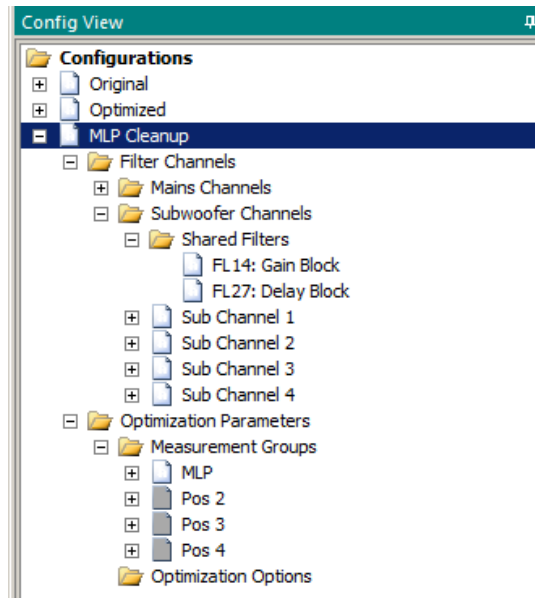 Config View
Configurations
Original
Optimized
MLP Cleanup
Filter Channels
Mains Channels
Subwoofer Channels
Shared Filters
FL14: Gain Block
FL27: Delay Block
Sub Channel 1
Sub Channel 2
Sub Channel 3
Sub Channel 4
Optimization Parameters
Measurement Groups
MLP
Pos 2
Pos 3
Pos 4
Optimization Options